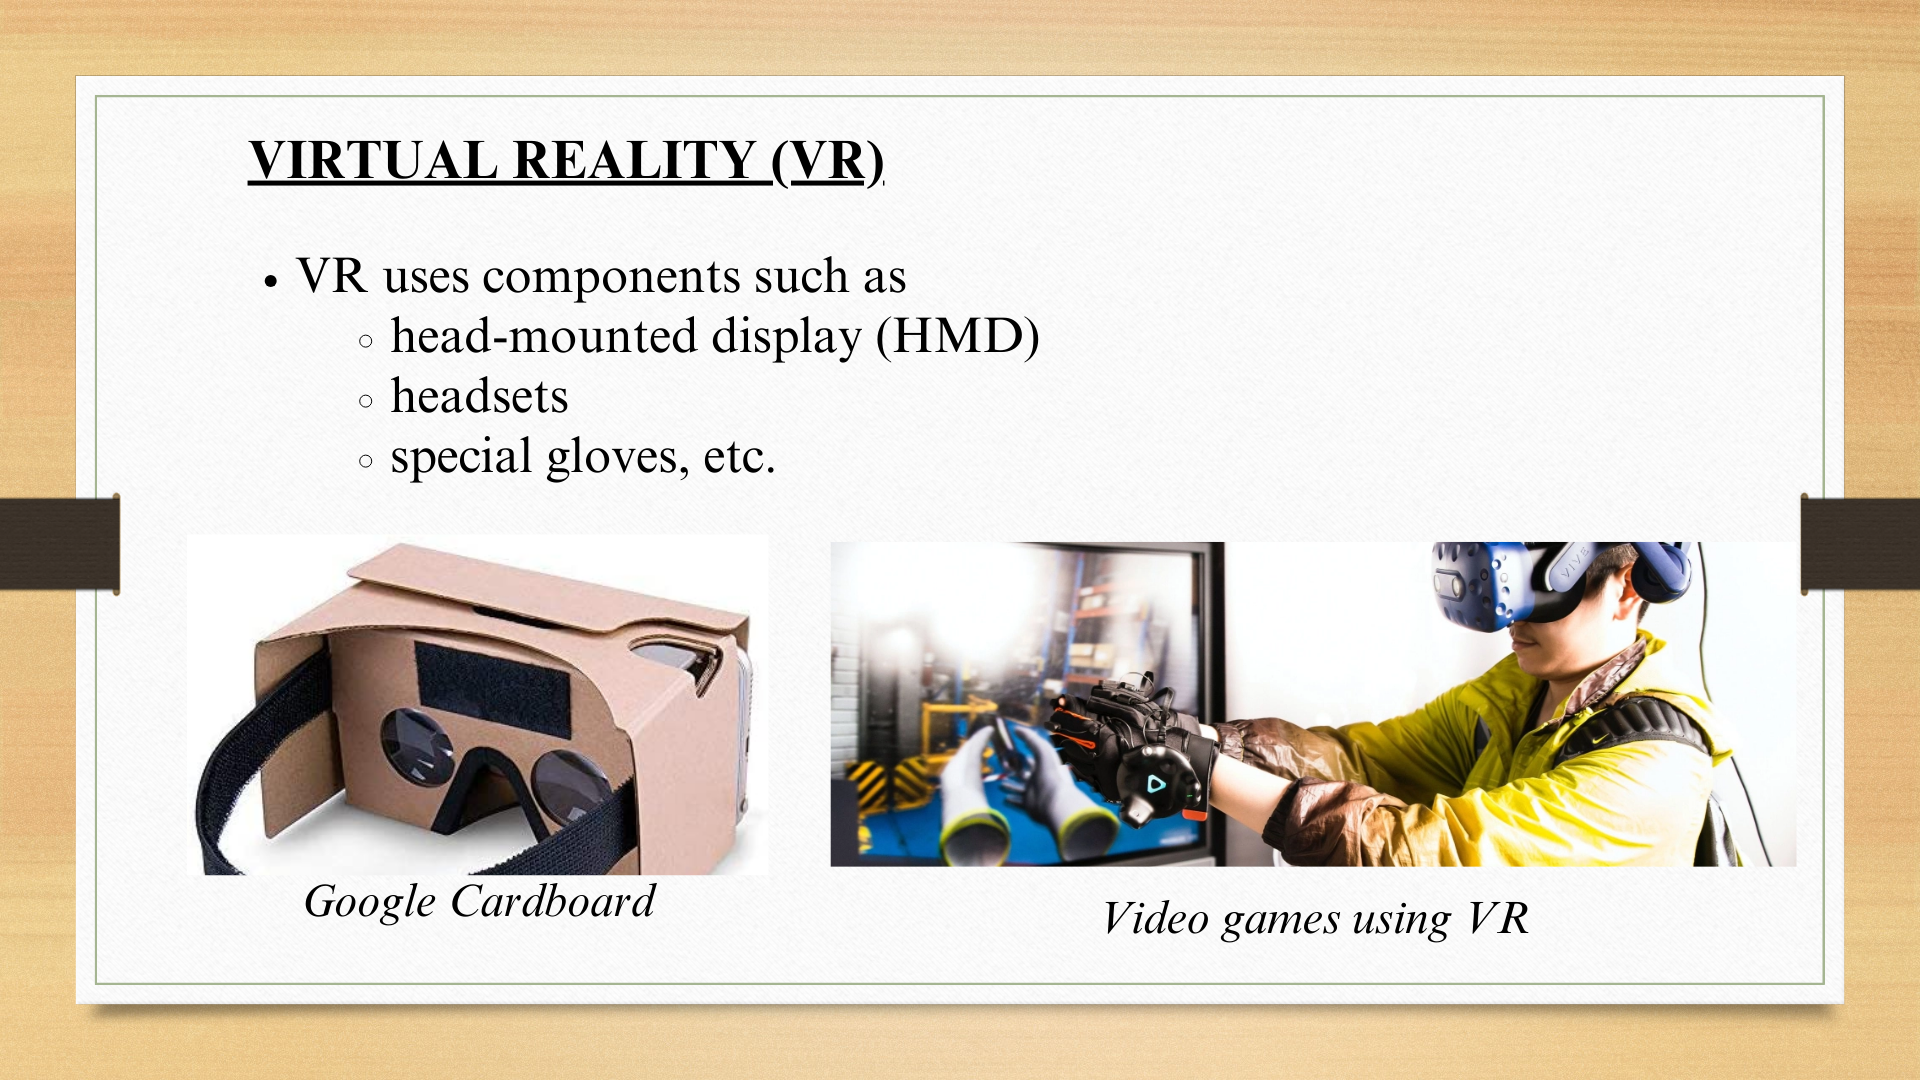 VIRTUAL REALITY (VR)
• VR uses components such as
○ head-mounted display (HMD)
○ headsets
○ special gloves, etc.
VIVE
Google Cardboard
Video games using VR